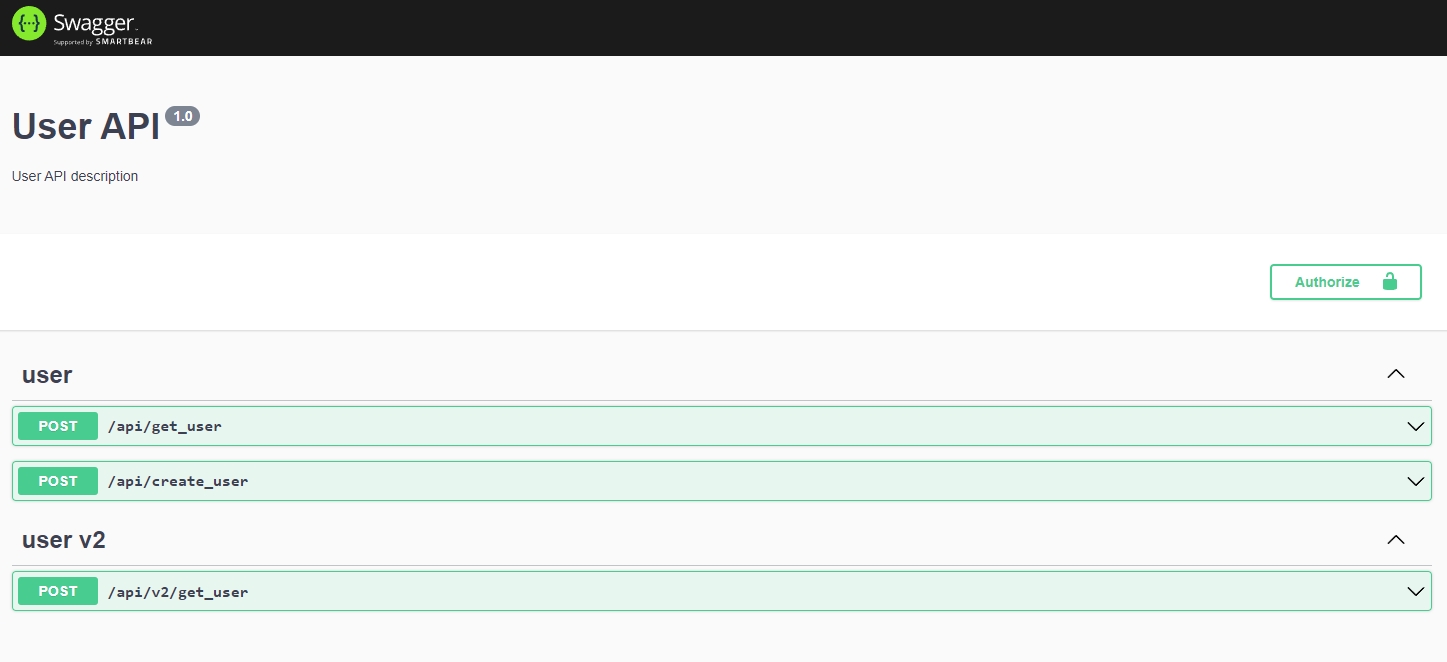 Swagger
Supported by SMARTBEAR
User API 1.0
User API description
Authorize
user
POST /api/get_user
POST /api/create_user
user v2
POST /api/v2/get_user